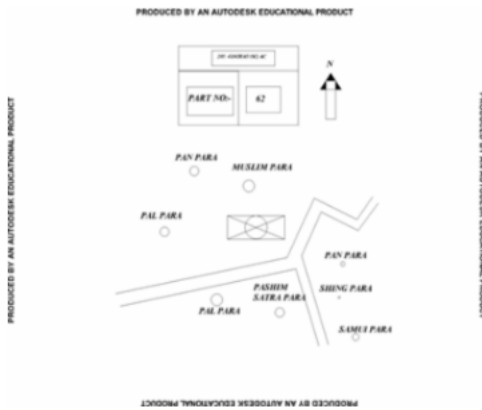 PRODUCED BY AN AUTODESK EDUCATIONAL PRODUCT
N
PART NO:-
62
PAN PARA
MUSLIM PARA
PAL PARA
PAN PARA
SHING PARA
PASHIM
SATRA PARA
PAL PARA
SAMUI PARA
PRODUCED BY AN AUTODESK EDUCATIONAL PRODUCT
PRODUCED BY AN AUTODESK EDUCATIONAL PRODUCT
PRODUCED BY AN AUTODESK EDUCATIONAL PRODUCT